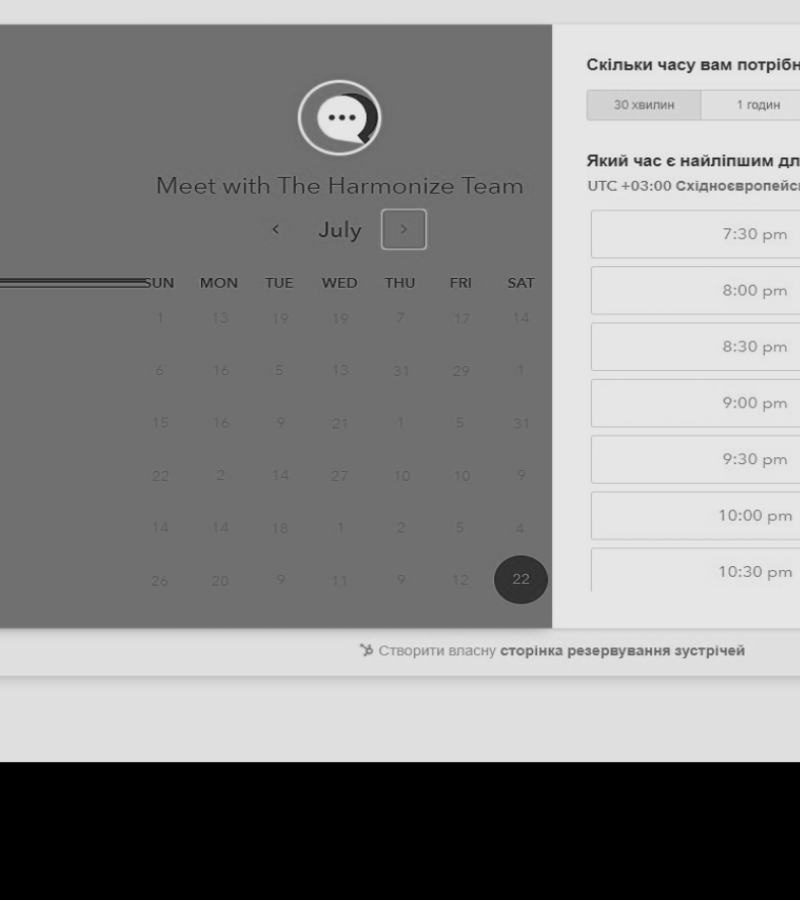 Meet with The Harmonize Team
July
SUN MON TUE WED THU FRI SAT
1 13 19 19 7 17 14
6 16 5 13 31 29 1
15 16 9 21 1 5 31
22 2 14 27 10 10 9
14 14 18 1 2 5 4
26 20 9 11 9 12 22
Скільки часу вам
30 хвилин 1 годин
Який час є найліпшим
UTC +03:00
7:30 pm
8:00 pm
8:30 pm
9:00 pm
9:30 pm
10:00 pm
10:30 pm
Створити власну сторінка резервування зустрічей